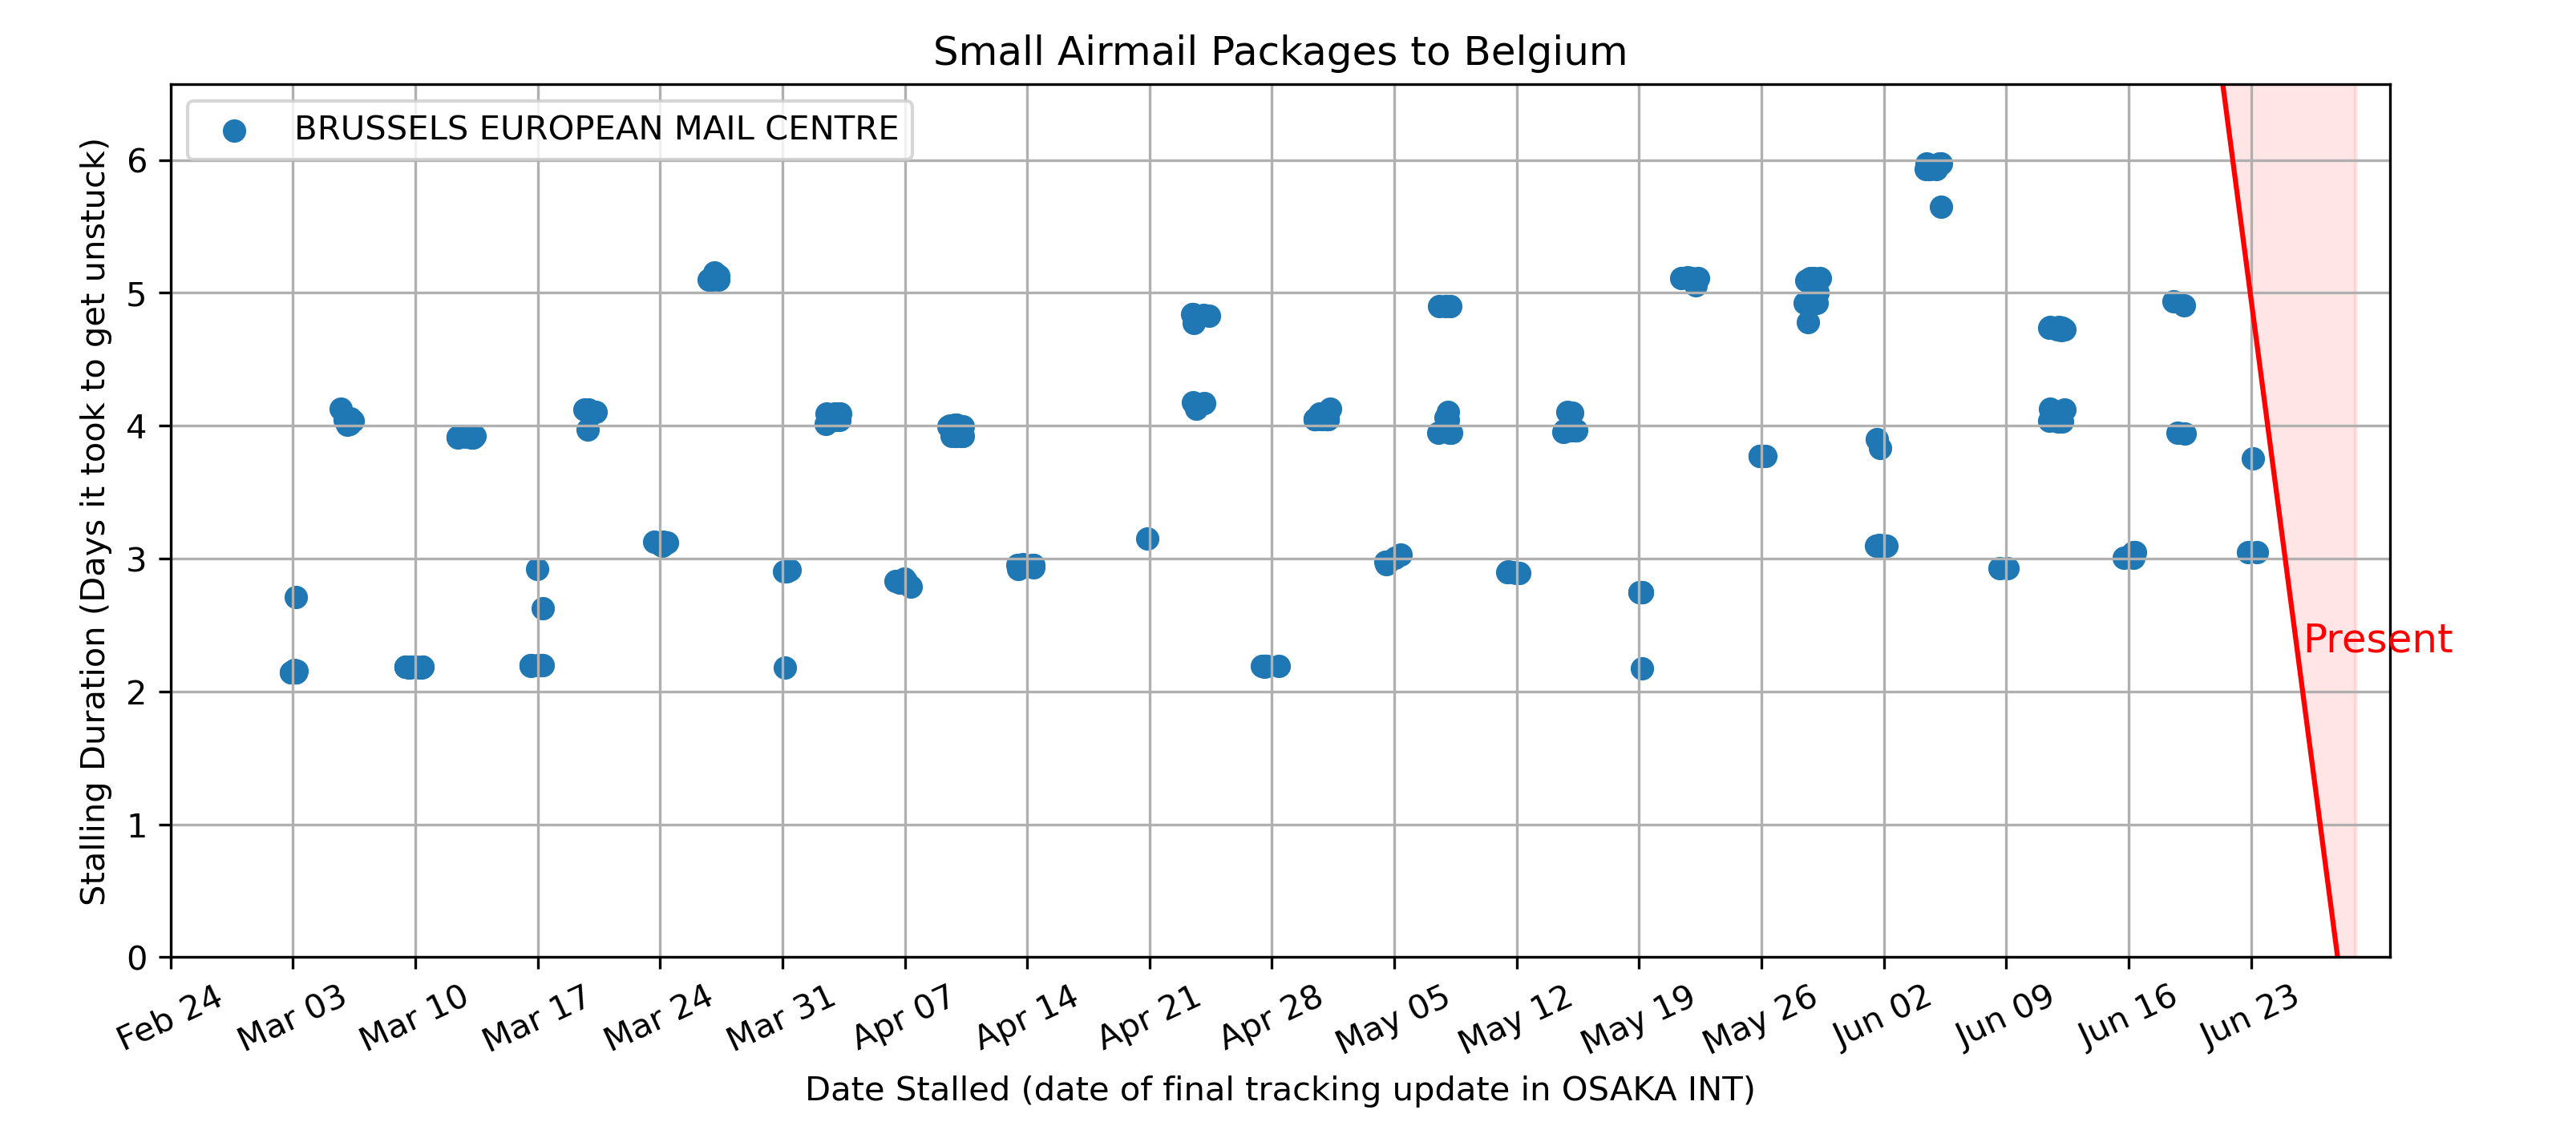 Small Airmail Packages to Belgium
BRUSSELS EUROPEAN MAIL CENTRE
Stalling Duration (Days it took to get unstuck)
6
5
4
3
2
1
0
Present
Feb 24
Mar 03
Mar 10
Mar 17
Mar 24
Mar 31
Apr 07
Apr 14
Apr 21
Apr 28
May 05
May 12
May 19
May 26
Jun 02
Jun 09
Jun 16
Jun 23
Date Stalled (date of final tracking update in OSAKA INT)